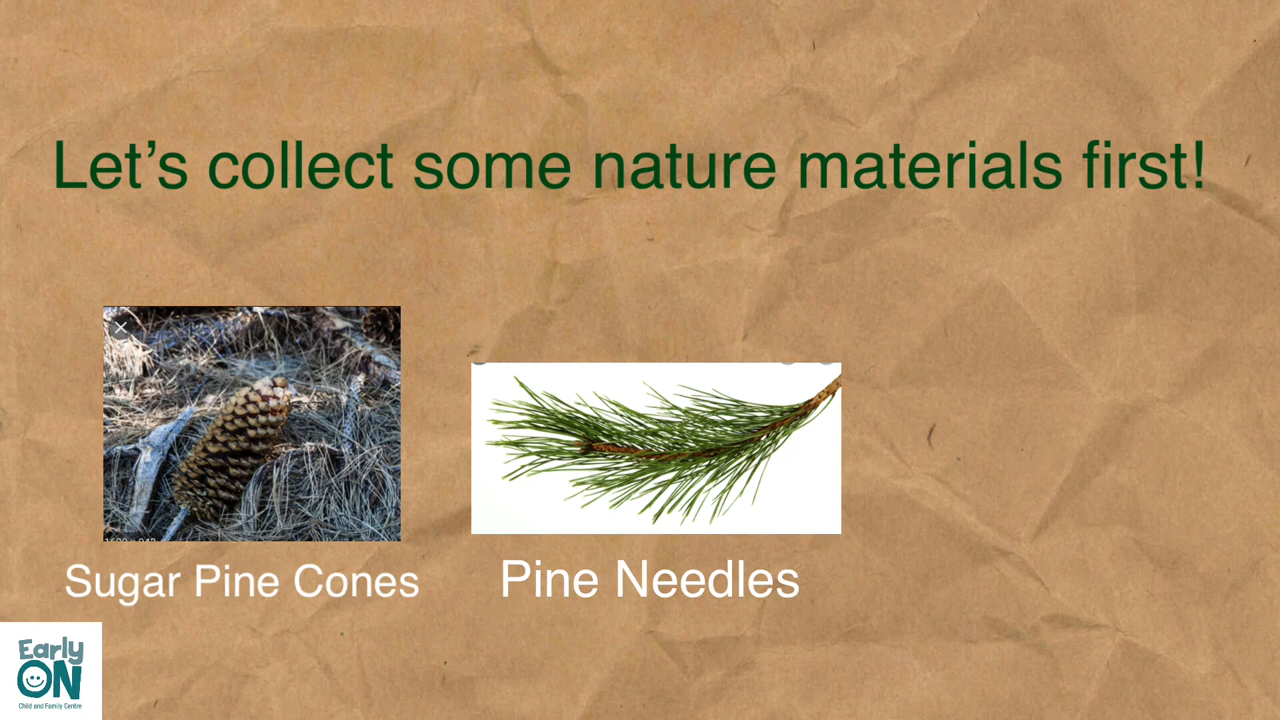 Let’s collect some nature materials first!
Sugar Pine Cones
Pine Needles
Early
ON
Child and Family Centre